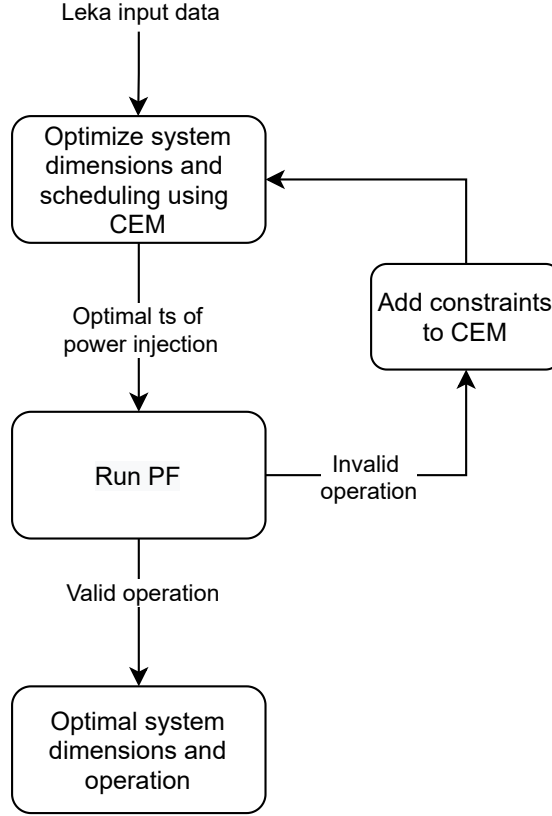 Leka input data
Optimize system
dimensions and
scheduling using
CEM
Optimal ts of
power injection
Add constraints
to CEM
Run PF
Invalid
operation
Valid operation
Optimal system
dimensions and
operation